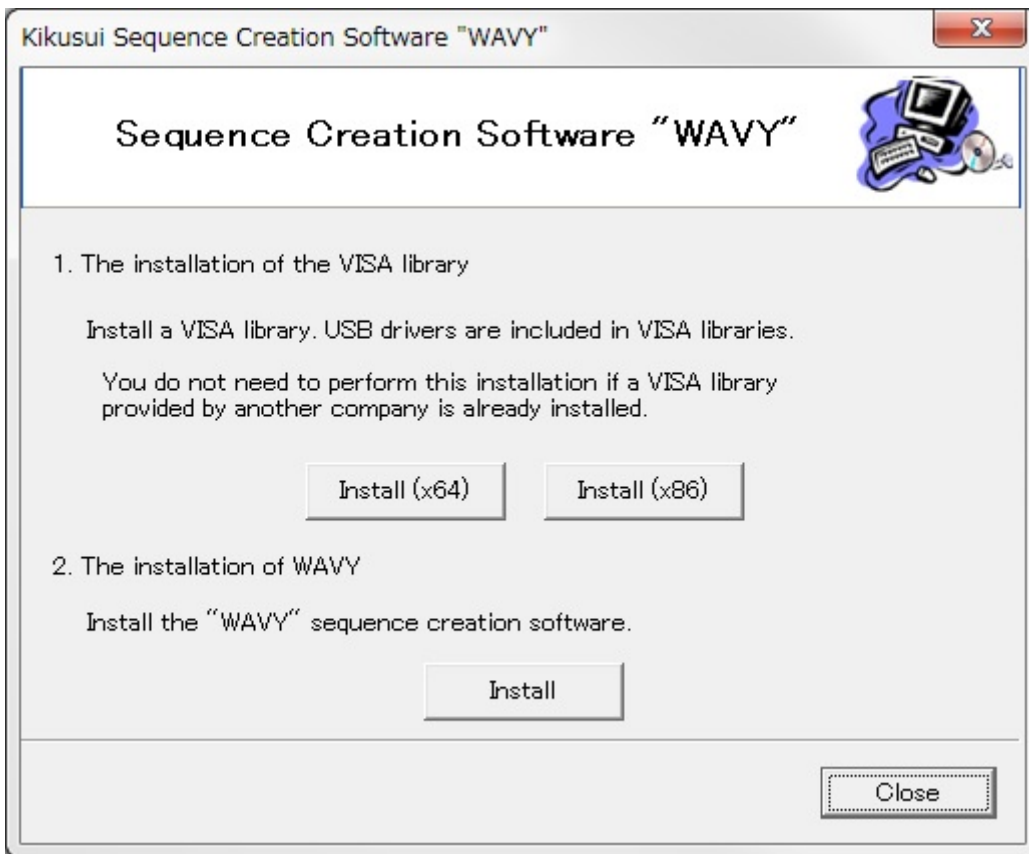 Kikusui Sequence Creation Software "WAVY"
Sequence Creation Software "WAVY"
1. The installation of the VISA library
Install a VISA library. USB drivers are included in VISA libraries.
You do not need to perform this installation if a VISA library
provided by another company is already installed.
Install (x64) Install (x86)
2. The installation of WAVY
Install the "WAVY" sequence creation software.
Install
Close